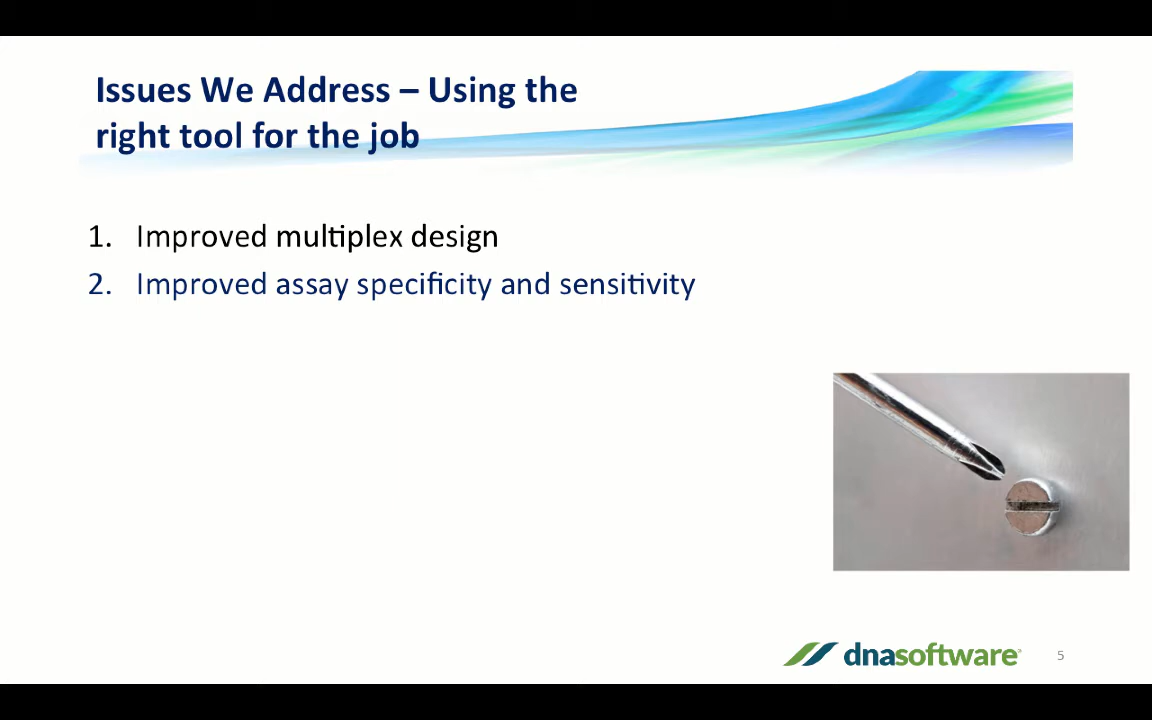 Issues We Address – Using the
right tool for the job
1. Improved multiplex design
2. Improved assay specificity and sensitivity
dnasoftware
5